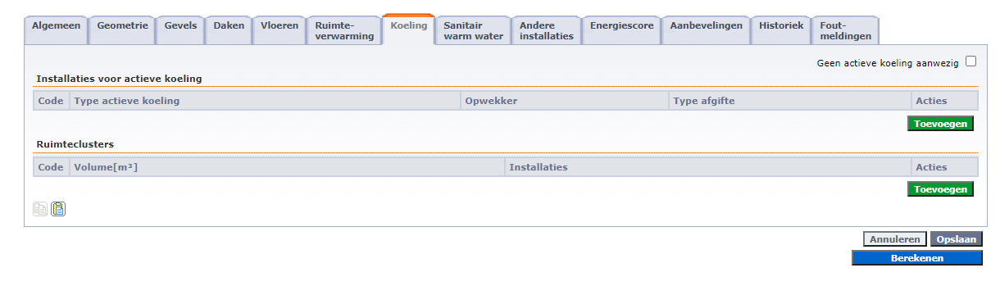 Algemeen Geometrie Gevels Daken Vloeren Ruimte-verwarming Koeling Sanitair warm water Andere installaties Energiescore Aanbevelingen Historiek Fout-meldingen
Geen actieve koeling aanwezig
Installaties voor actieve koeling
Code Type actieve koeling Opwekker Type afgifte Acties
Toevoegen
Ruimteclusters
Code Volume[m³] Installaties Acties
Toevoegen
Annuleren Opslaan
Berekenen